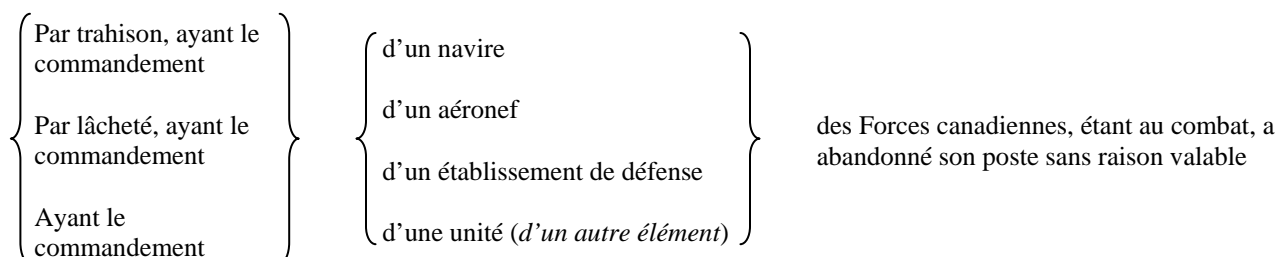 Par trahison, ayant le
commandement
Par lâcheté, ayant le
commandement
Ayant le
commandement
d’un navire
d’un aéronef
d’un établissement de défense
d’une unité (d’un autre élément)
des Forces canadiennes, étant au combat, a
abandonné son poste sans raison valable